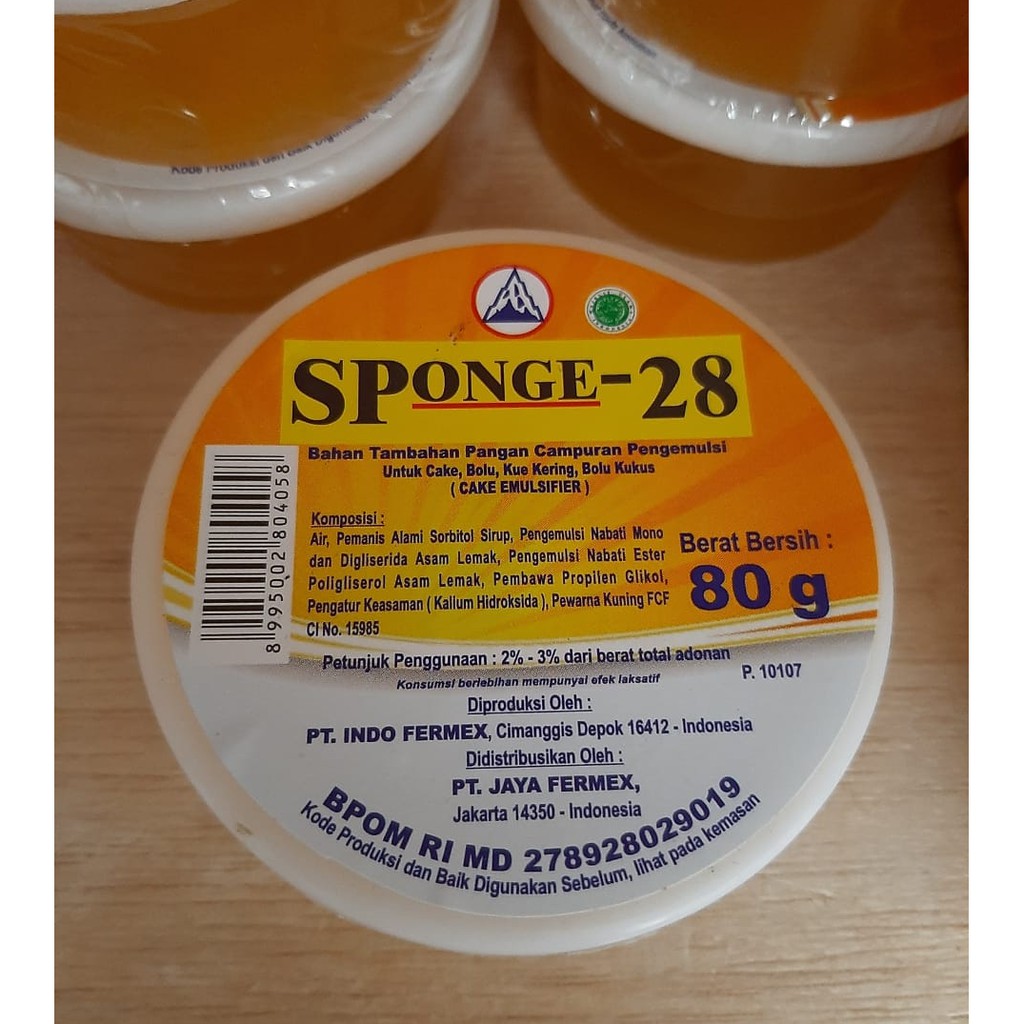 Kode Produksi dan Baik Digunakan
SPONGE-28
Bahan Tambahan Pangan Campuran Pengemulsi
Untuk Cake, Bolu, Kue Kering, Bolu Kukus
( CAKE EMULSIFIER )
Komposisi :
Air, Pemanis Alami Sorbitol Sirup, Pengemulsi Nabati Mono
dan Digliserida Asam Lemak, Pengemulsi Nabati Ester
Poligliserol Asam Lemak, Pembawa Propilen Glikol,
Pengatur Keasaman ( Kalium Hidroksida ), Pewarna Kuning FCF
CI No. 15985
Berat Bersih :
80 g
8 995002 804058
Petunjuk Penggunaan : 2% - 3% dari berat total adonan
Konsumsi berlebihan mempunyai efek laksatif
P. 10107
Diproduksi Oleh :
PT. INDO FERMEX, Cimanggis Depok 16412 - Indonesia
Didistribusikan Oleh :
PT. JAYA FERMEX,
Jakarta 14350 - Indonesia
BPOM RI MD 278928029019
Kode Produksi dan Baik Digunakan Sebelum, lihat pada kemasan